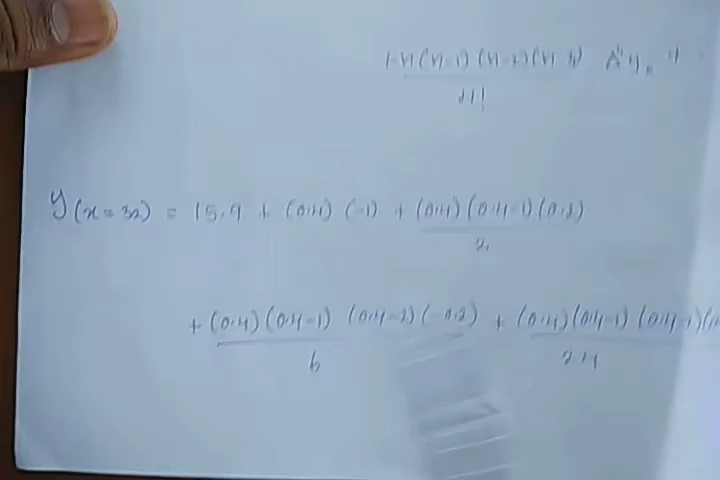 + n(n-1)(n-2)(n-3) Δ⁴y₀ +
4!
y(x=32) = 15.9 + (0.4) (-1) + (0.4)(0.4-1)(0.2)
2
+ (0.4)(0.4-1) (0.4-2)(-0.2) + (0.4)(0.4-1)(0.4-
6
24